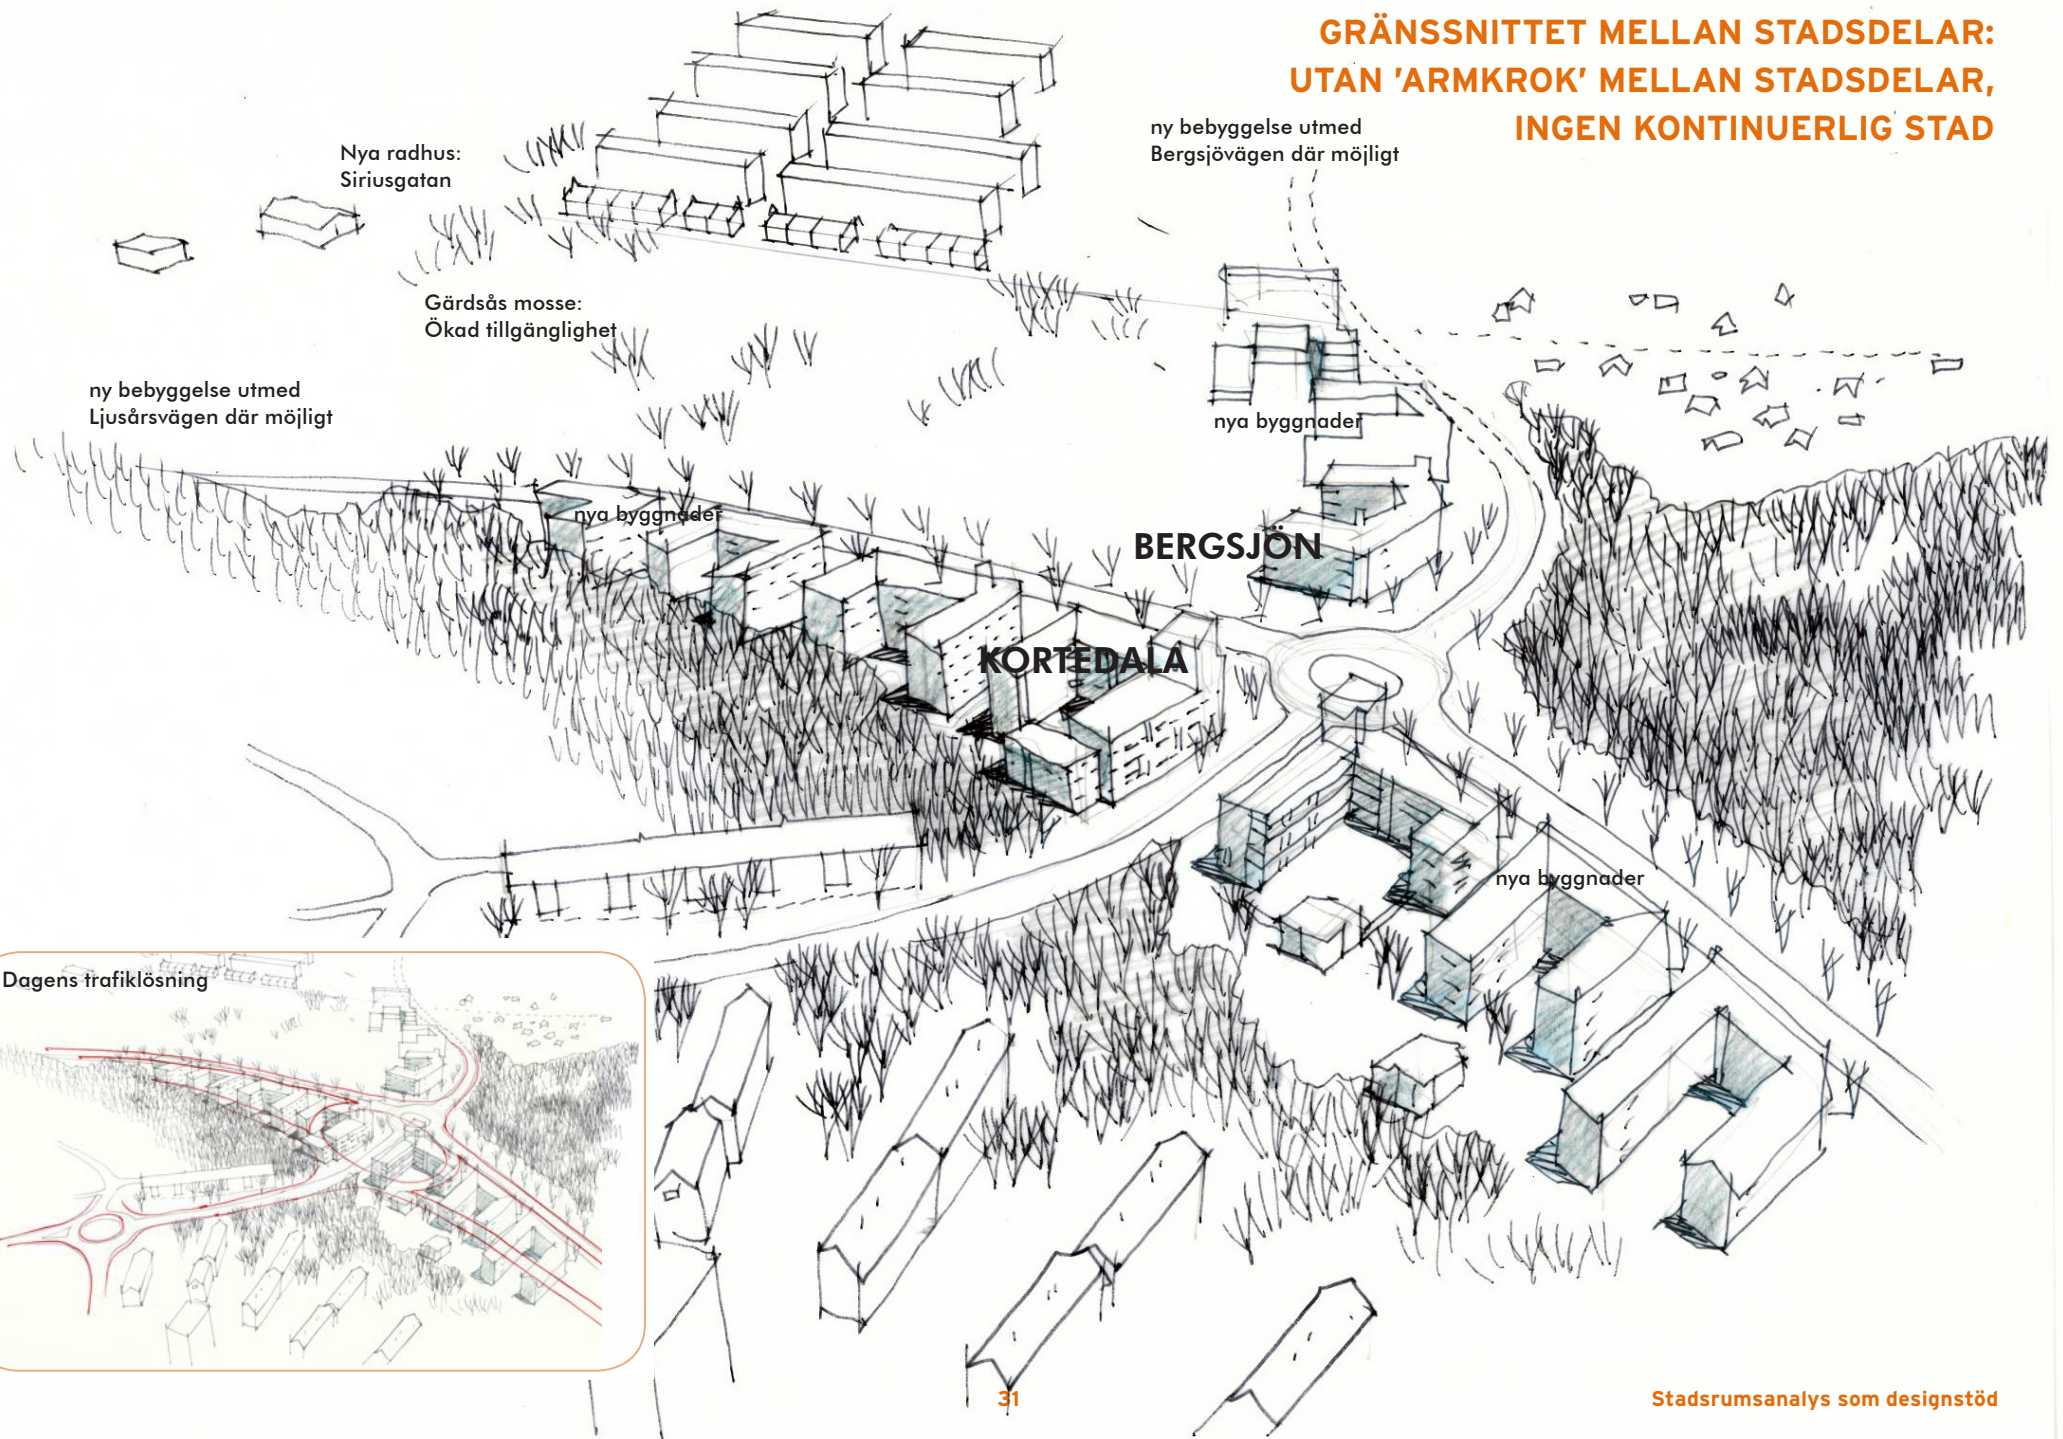 GRÄNSSNITTET MELLAN STADSDELAR:
UTAN 'ARMKROK' MELLAN STADSDELAR,
INGEN KONTINUERLIG STAD
ny bebyggelse utmed
Bergsjövägen där möjligt
Nya radhus:
Siriusgatan
Gärdsås mosse:
Ökad tillgänglighet
ny bebyggelse utmed
Ljusårsvägen där möjligt
nya byggnader
nya byggnader
BERGSJÖN
KORTEDALA
nya byggnader
Dagens trafiklösning
31
Stadsrumsanalys som designstöd